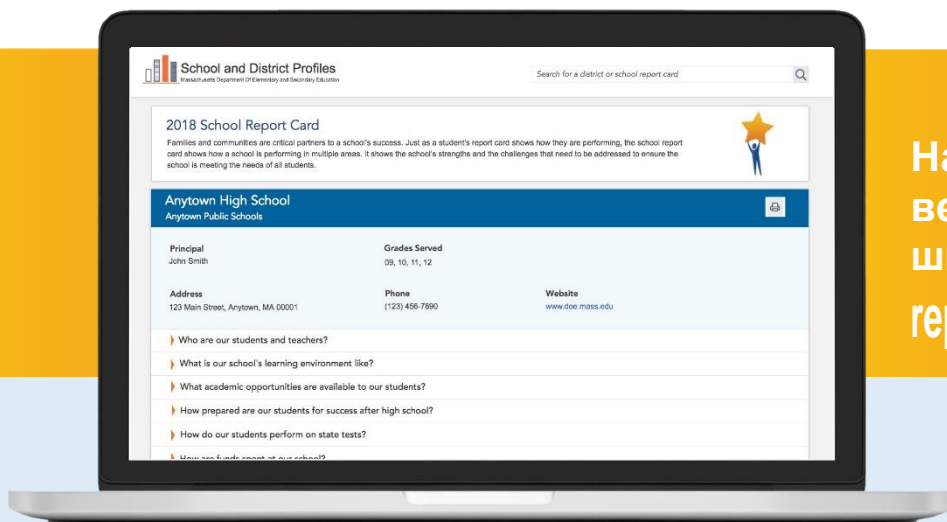 School and District Profiles
Massachusetts Department Of Elementary and Secondary Education
Search for a district or school report card
2018 School Report Card
Families and communities are critical partners to a school's success. Just as a student's report card shows how they are performing, the school report
card shows how a school is performing in multiple areas. It shows the school's strengths and the challenges that need to be addressed to ensure the
school is meeting the needs of all students.
Anytown High School
Anytown Public Schools
Principal
John Smith
Grades Served
09, 10, 11, 12
Address
123 Main Street, Anytown, MA 00001
Phone
(123) 456-7890
Website
www.doe.mass.edu
Who are our students and teachers?
What is our school's learning environment like?
What academic opportunities are available to our students?
How prepared are our students for success after high school?
How do our students perform on state tests?
How are funds spent at our school?